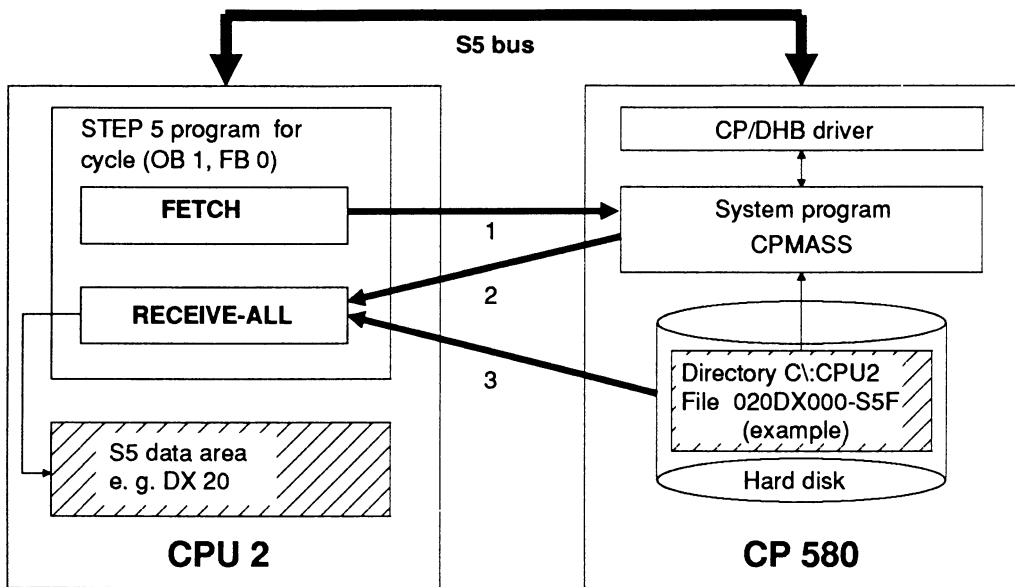 S5 bus
STEP 5 program for
cycle (OB 1, FB 0)
FETCH
RECEIVE-ALL
S5 data area
e. g. DX 20
CPU 2
1
2
3
CP/DHB driver
System program
CPMASS
Directory C\:CPU2
File 020DX000-S5F
(example)
Hard disk
CP 580